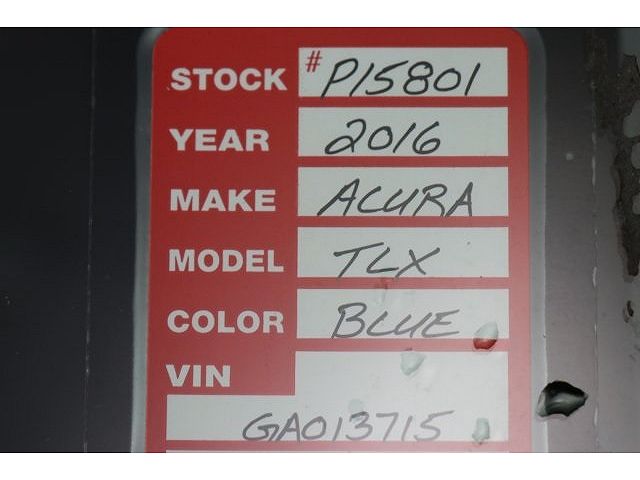 STOCK # P15801
YEAR 2016
MAKE ACURA
MODEL TLX
COLOR BLUE
VIN
GA013715